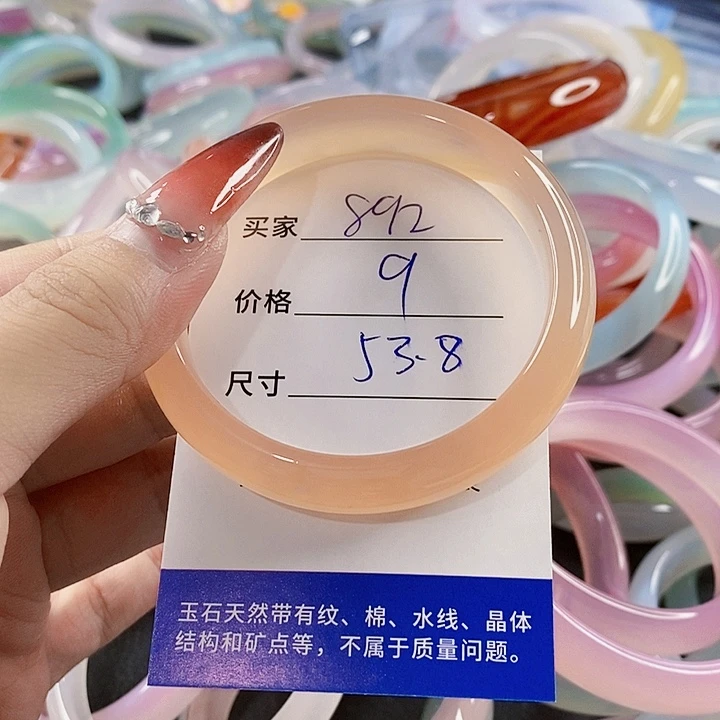 买家 892
价格 9
尺寸 53.8
玉石天然带有纹、棉、水线、晶体
结构和矿点等，不属于质量问题。